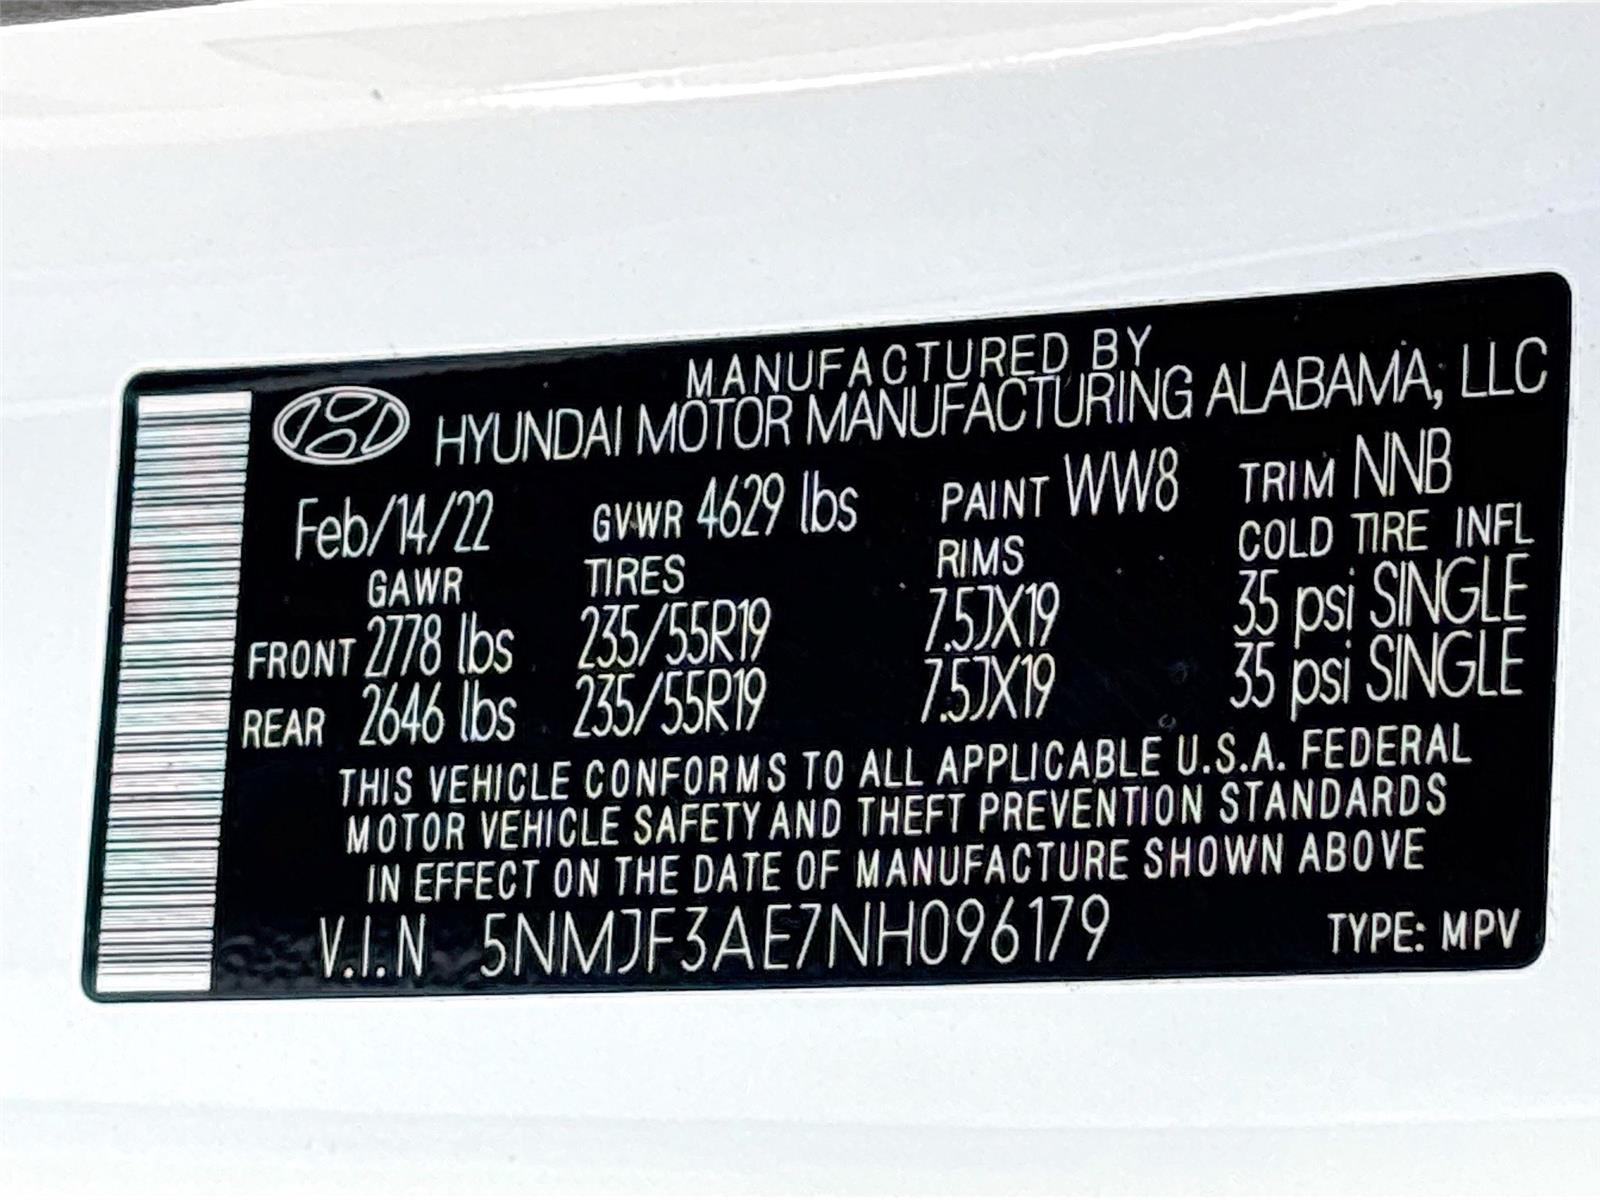 MANUFACTURED BY
HYUNDAI MOTOR MANUFACTURING ALABAMA, LLC
Feb/14/22 GVWR 4629 lbs PAINT WW8 TRIM NNB
GAWR TIRES RIMS COLD TIRE INFL
FRONT 2778 lbs 235/55R19 7.5JX19 35 psi SINGLE
REAR 2646 lbs 235/55R19 7.5JX19 35 psi SINGLE
THIS VEHICLE CONFORMS TO ALL APPLICABLE U.S.A. FEDERAL
MOTOR VEHICLE SAFETY AND THEFT PREVENTION STANDARDS
IN EFFECT ON THE DATE OF MANUFACTURE SHOWN ABOVE
V.I.N 5NMJF3AE7NH096179 TYPE: MPV